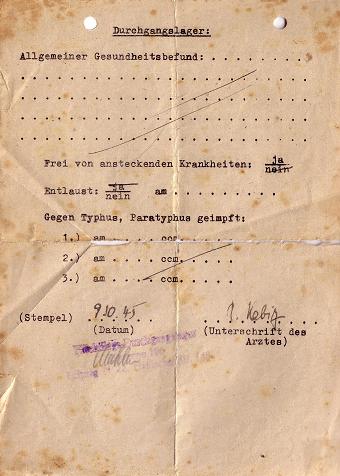 Durchgangslager:
Allgemeiner Gesundheitsbefund: . . . . . . . . . .
Frei von ansteckenden Krankheiten: ja
nein
Entlaust: ja am . . . . . . . . . . .
nein
Gegen Typhus, Paratyphus geimpft:
1.) am . . . . . ccm. . . . . .
2.) am . . . . . ccm. . . . . .
3.) am . . . . . ccm. . . . . .
(Stempel) 9.10.45
(Datum) (Unterschrift des
Arztes)